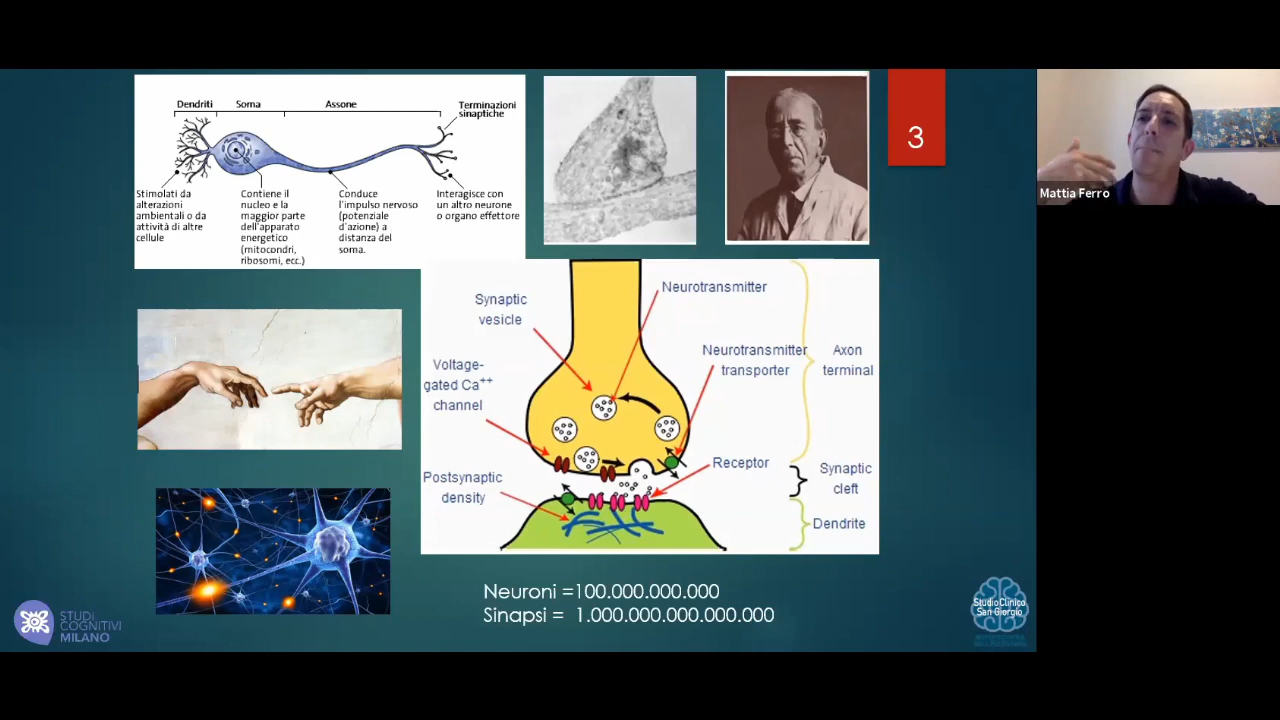 Dendriti
Soma
Assone
Terminazioni
sinaptiche
Stimolati da
alterazioni
ambientali o da
attività di altre
cellule
Contiene il
nucleo e la
maggior parte
dell'apparato
energetico
(mitocondri,
ribosomi, ecc.)
Conduce
l'impulso nervoso
(potenziale
d'azione) a
distanza del
soma.
Interagisce con
un altro neurone
o organo effettore
3
Mattia Ferro
Synaptic
vesicle
Neurotransmitter
Voltage-
gated Ca++
channel
Neurotransmitter
transporter
Axon
terminal
Postsynaptic
density
Receptor
Synaptic
cleft
Dendrite
Neuroni =100.000.000.000
Sinapsi = 1.000.000.000.000.000
STUDI
COGNITIVI
MILANO
StudioClinico
San Giorgio